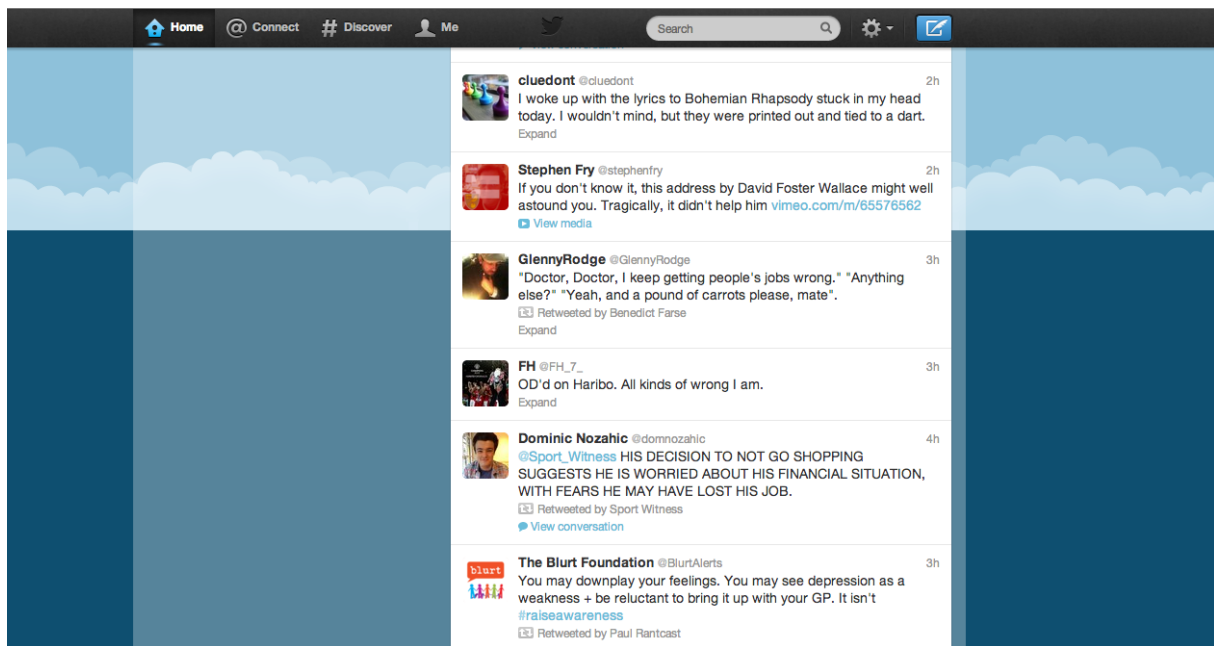 Home
Connect
Discover
Me
Search
cluedont @cluedont 2h
I woke up with the lyrics to Bohemian Rhapsody stuck in my head
today. I wouldn't mind, but they were printed out and tied to a dart.
Expand
Stephen Fry @stephenfry 2h
If you don't know it, this address by David Foster Wallace might well
astound you. Tragically, it didn't help him vimeo.com/m/65576562
View media
GlennyRodge @GlennyRodge 3h
"Doctor, Doctor, I keep getting people's jobs wrong." "Anything
else?" "Yeah, and a pound of carrots please, mate".
Retweeted by Benedict Farse
Expand
FH @FH_7_ 3h
OD'd on Haribo. All kinds of wrong I am.
Expand
Dominic Nozahic @domnozahic 4h
@Sport_Witness HIS DECISION TO NOT GO SHOPPING
SUGGESTS HE IS WORRIED ABOUT HIS FINANCIAL SITUATION,
WITH FEARS HE MAY HAVE LOST HIS JOB.
Retweeted by Sport Witness
View conversation
blurt
The Blurt Foundation @BlurtAlerts 3h
You may downplay your feelings. You may see depression as a
weakness + be reluctant to bring it up with your GP. It isn't
#raiseawareness
Retweeted by Paul Rantcast